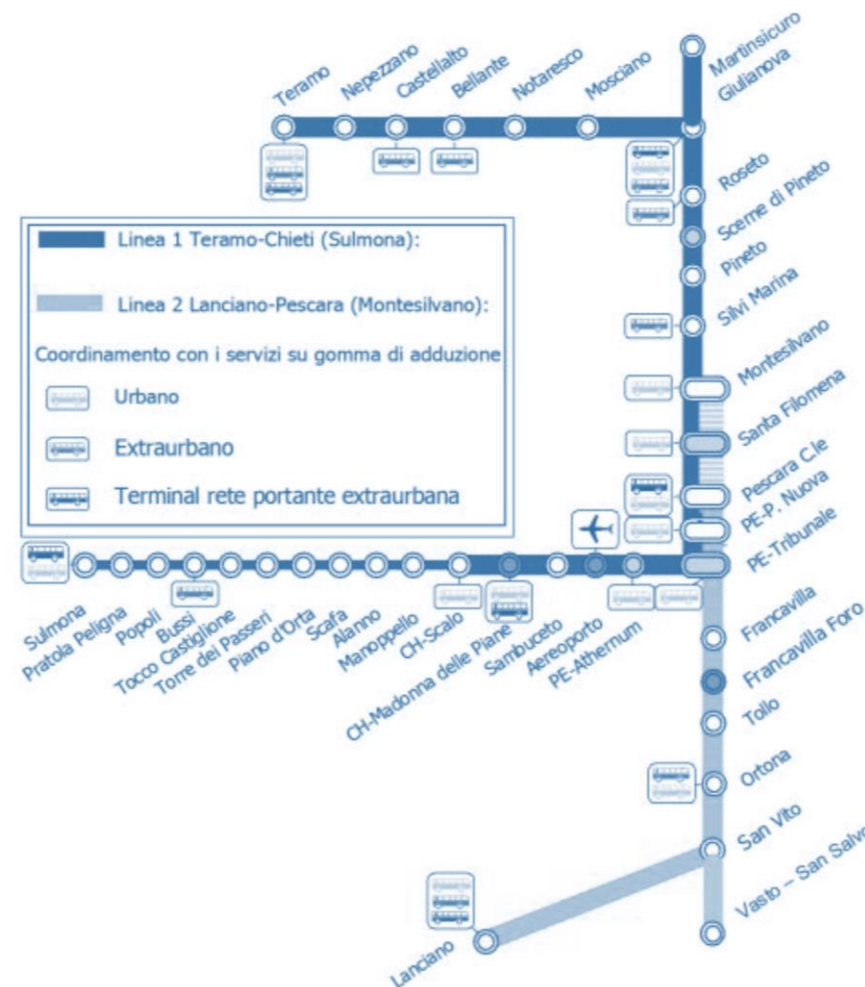 Teramo
Nepezzano
Castellalto
Bellante
Notaresco
Mosciano
Martinsicuro
Giulianova
Roseto
Scerne di Pineto
Pineto
Silvi Marina
Montesilvano
Santa Filomena
Pescara C.le
PE-P. Nuova
PE-Tribunale
Linea 1 Teramo-Chieti (Sulmona):
Linea 2 Lanciano-Pescara (Montesilvano):
Coordinamento con i servizi su gomma di adduzione
Urbano
Extraurbano
Terminal rete portante extraurbana
Sulmona
Pratola Peligna
Popoli
Bussi
Tocco Castiglione
Torre dei Passeri
Piano d'Orta
Scafa
Alanno
Manoppello
CH-Scalo
CH-Madonna delle Piane
Sambuceto
Aereoporto
PE-Athernum
Francavilla
Francavilla Foro
Tollo
Ortona
San Vito
Vasto – San Salvo
Lanciano